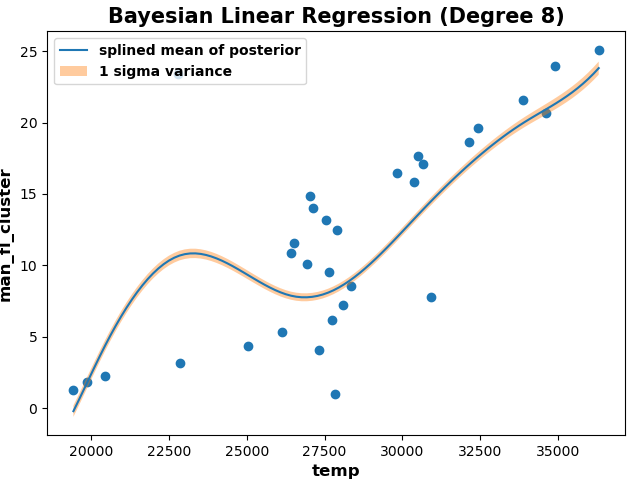 Bayesian Linear Regression (Degree 8)
splined mean of posterior
1 sigma variance
25
20
15
10
5
0
man_fl_cluster
20000 22500 25000 27500 30000 32500 35000
temp